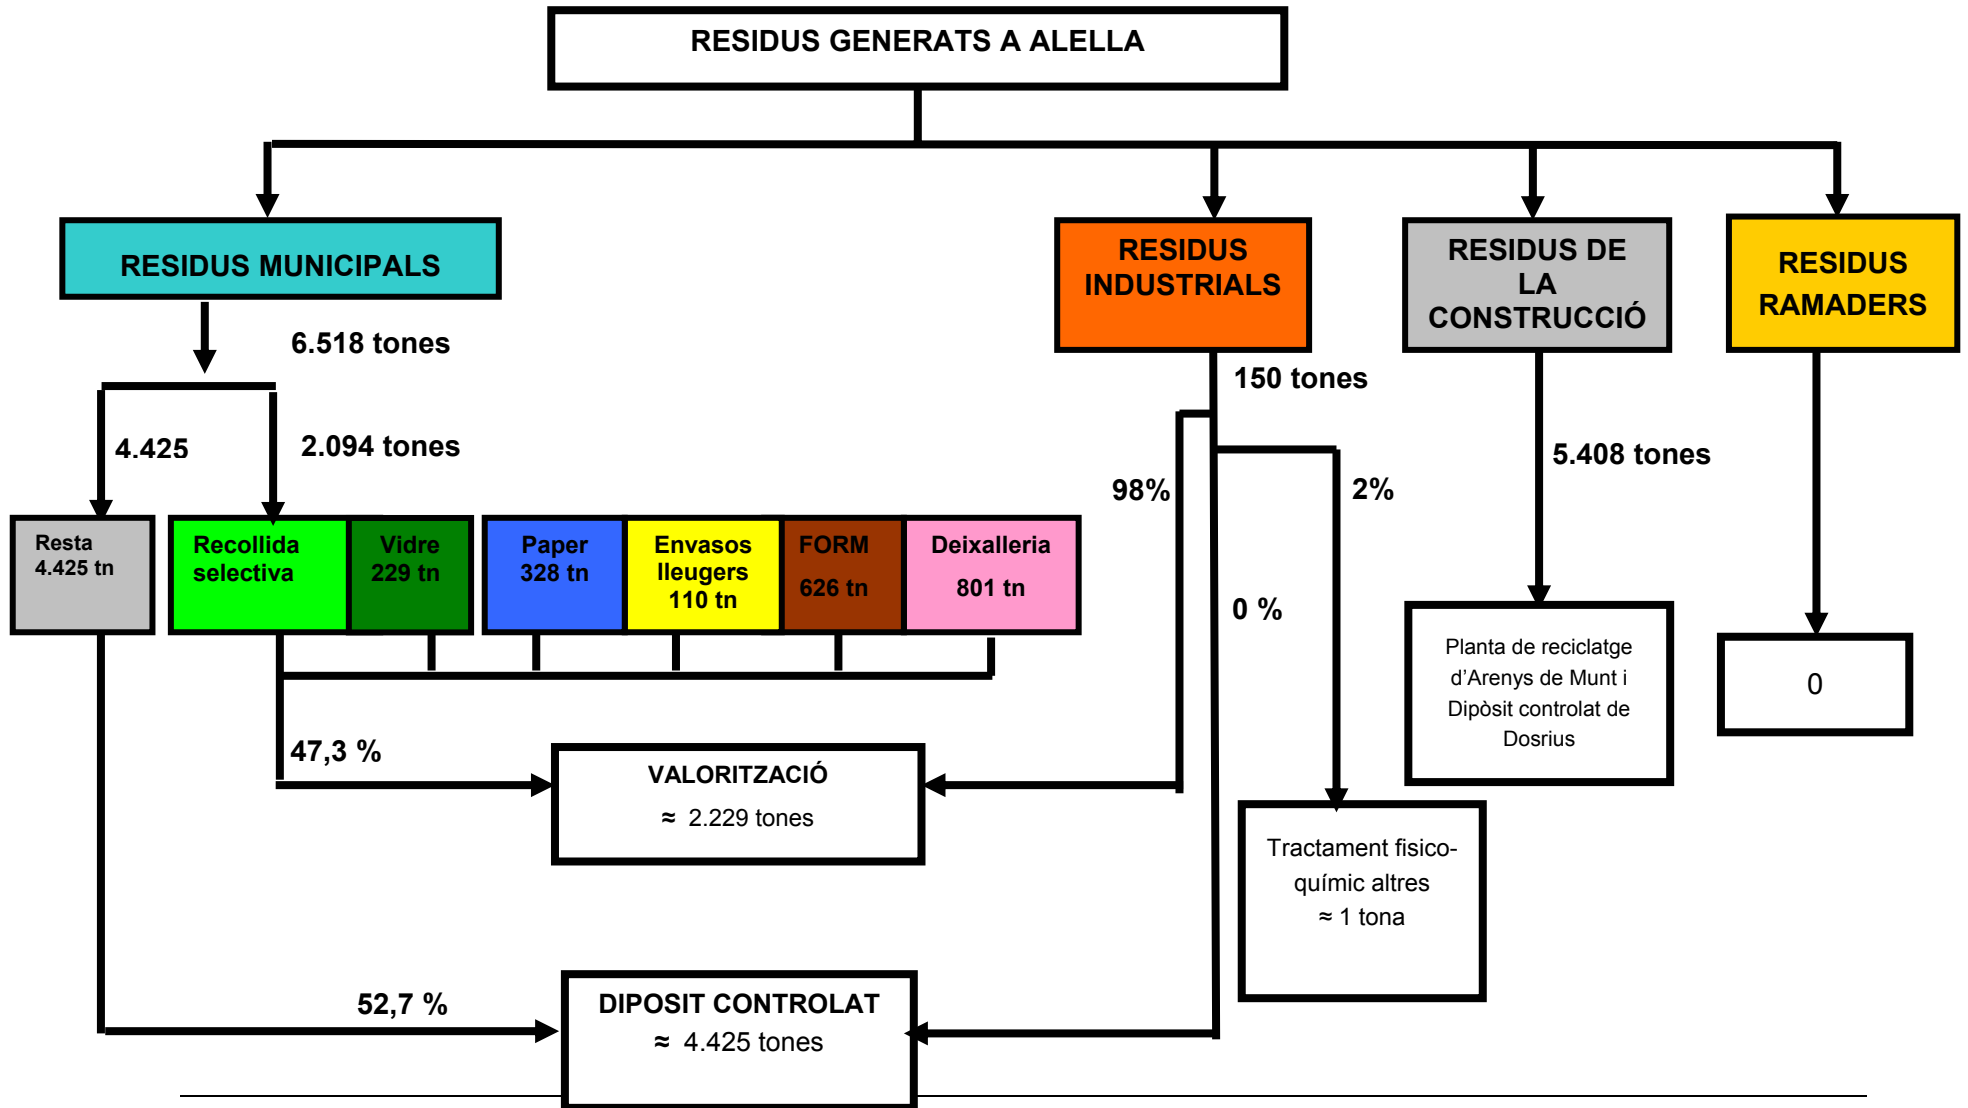 RESIDUS GENERATS A ALELLA
RESIDUS MUNICIPALS
RESIDUS
INDUSTRIALS
RESIDUS DE
LA
CONSTRUCCIÓ
RESIDUS
RAMADERS
6.518 tones
150 tones
4.425
2.094 tones
5.408 tones
98%
2%
Resta
4.425 tn
Recollida
selectiva
Vidre
229 tn
Paper
328 tn
Envasos
lleugers
110 tn
FORM
626 tn
Deixalleria
801 tn
0 %
Planta de reciclatge
d'Arenys de Munt i
Dipòsit controlat de
Dosrius
0
47,3 %
VALORITZACIÓ
≈ 2.229 tones
Tractament fisico-
químic altres
≈ 1 tona
52,7 %
DIPOSIT CONTROLAT
≈ 4.425 tones